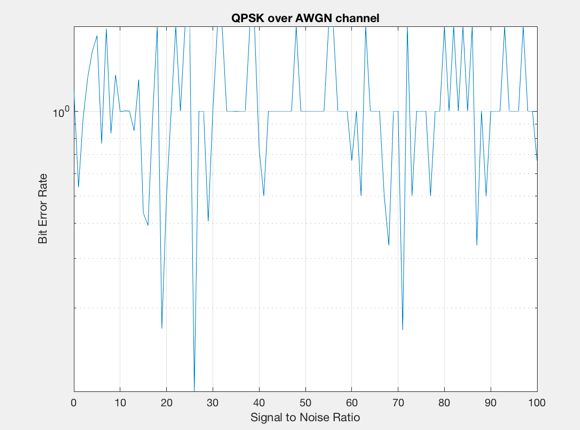 QPSK over AWGN channel
10^0
Bit Error Rate
0 10 20 30 40 50 60 70 80 90 100
Signal to Noise Ratio